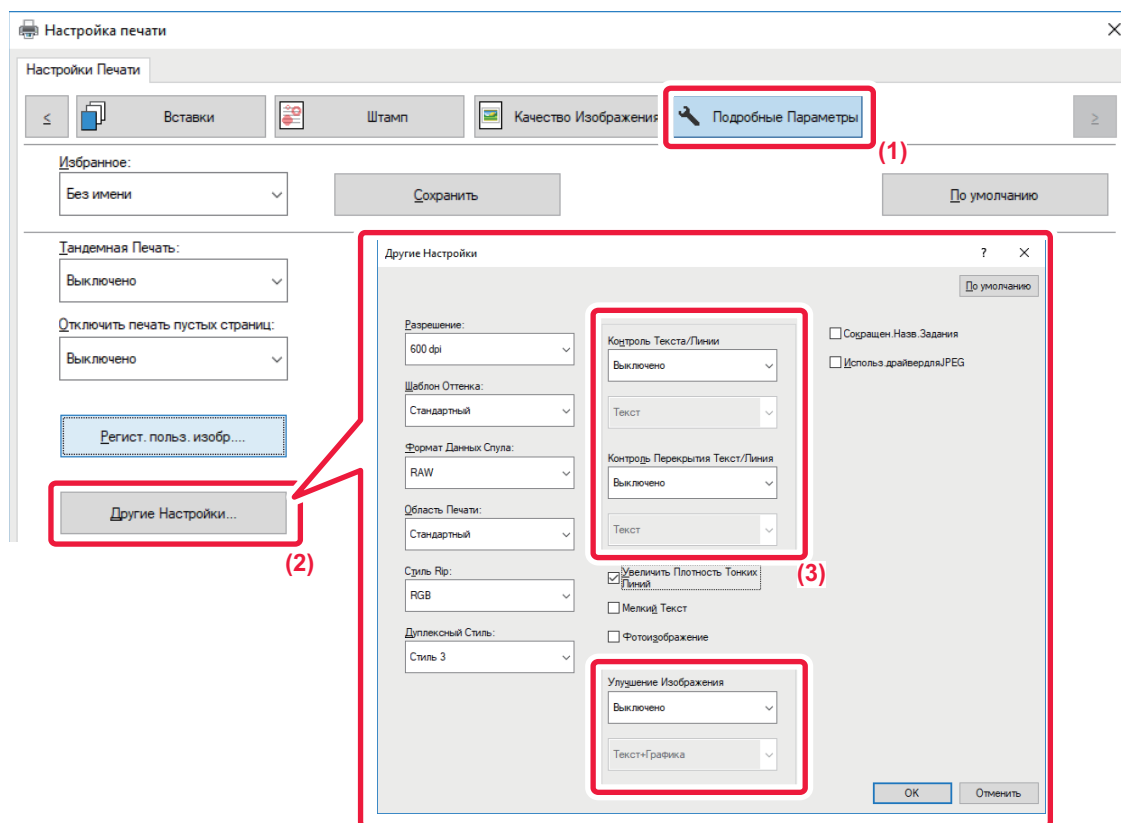 Настройка печати
Настройки Печати
<
Вставки
Штамп
Качество Изображения
Подробные Параметры
>
(1)
Избранное:
Без имени
Сохранить
По умолчанию
Тандемная Печать:
Выключено
Отключить печать пустых страниц:
Выключено
Регист. польз. изобр....
Другие Настройки...
(2)
Другие Настройки
?
По умолчанию
Разрешение:
600 dpi
Шаблон Оттенка:
Стандартный
Формат Данных Спула:
RAW
Область Печати:
Стандартный
Стиль Rip:
RGB
Дуплексный Стиль:
Стиль 3
Контроль Текста/Линии
Выключено
Текст
Контроль Перекрытия Текст/Линия
Выключено
Текст
(3)
Увеличить Плотность Тонких
Линий
Мелкий Текст
Фотоизображение
Улучшение Изображения
Выключено
Текст+Графика
Сокращен.Назв.Задания
Использ.драйвердляJPEG
OK
Отменить